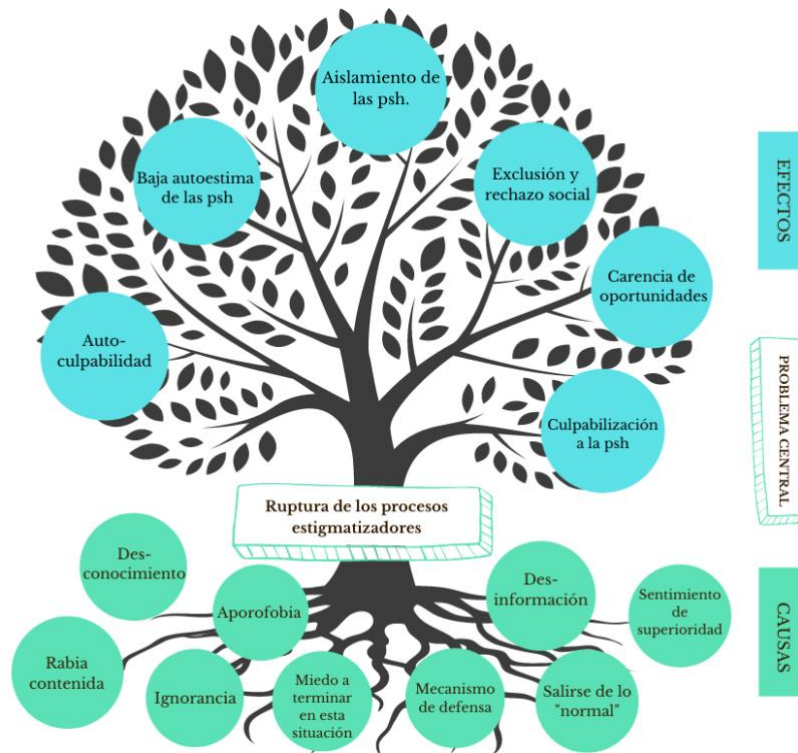 Aislamiento de
las psh.
Baja autoestima
de las psh
Exclusión y
rechazo social
Carencia de
oportunidades
Auto-
culpabilidad
Culpabilización
a la psh
EFECTOS
PROBLEMA CENTRAL
Ruptura de los procesos
estigmatizadores
Des-
conocimiento
Aporofobia
Des-
información
Sentimiento
de
superioridad
Rabia
contenida
Ignorancia
Miedo a
terminar
en esta
situación
Mecanismo
de defensa
Salirse de lo
"normal"
CAUSAS